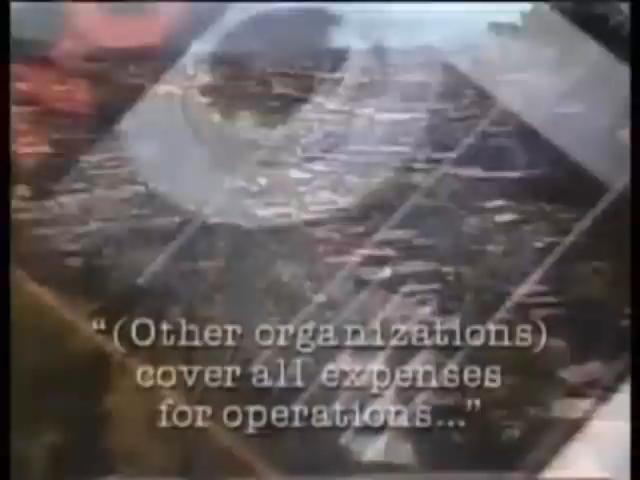 “(Other organizations)
cover all expenses
for operations...”